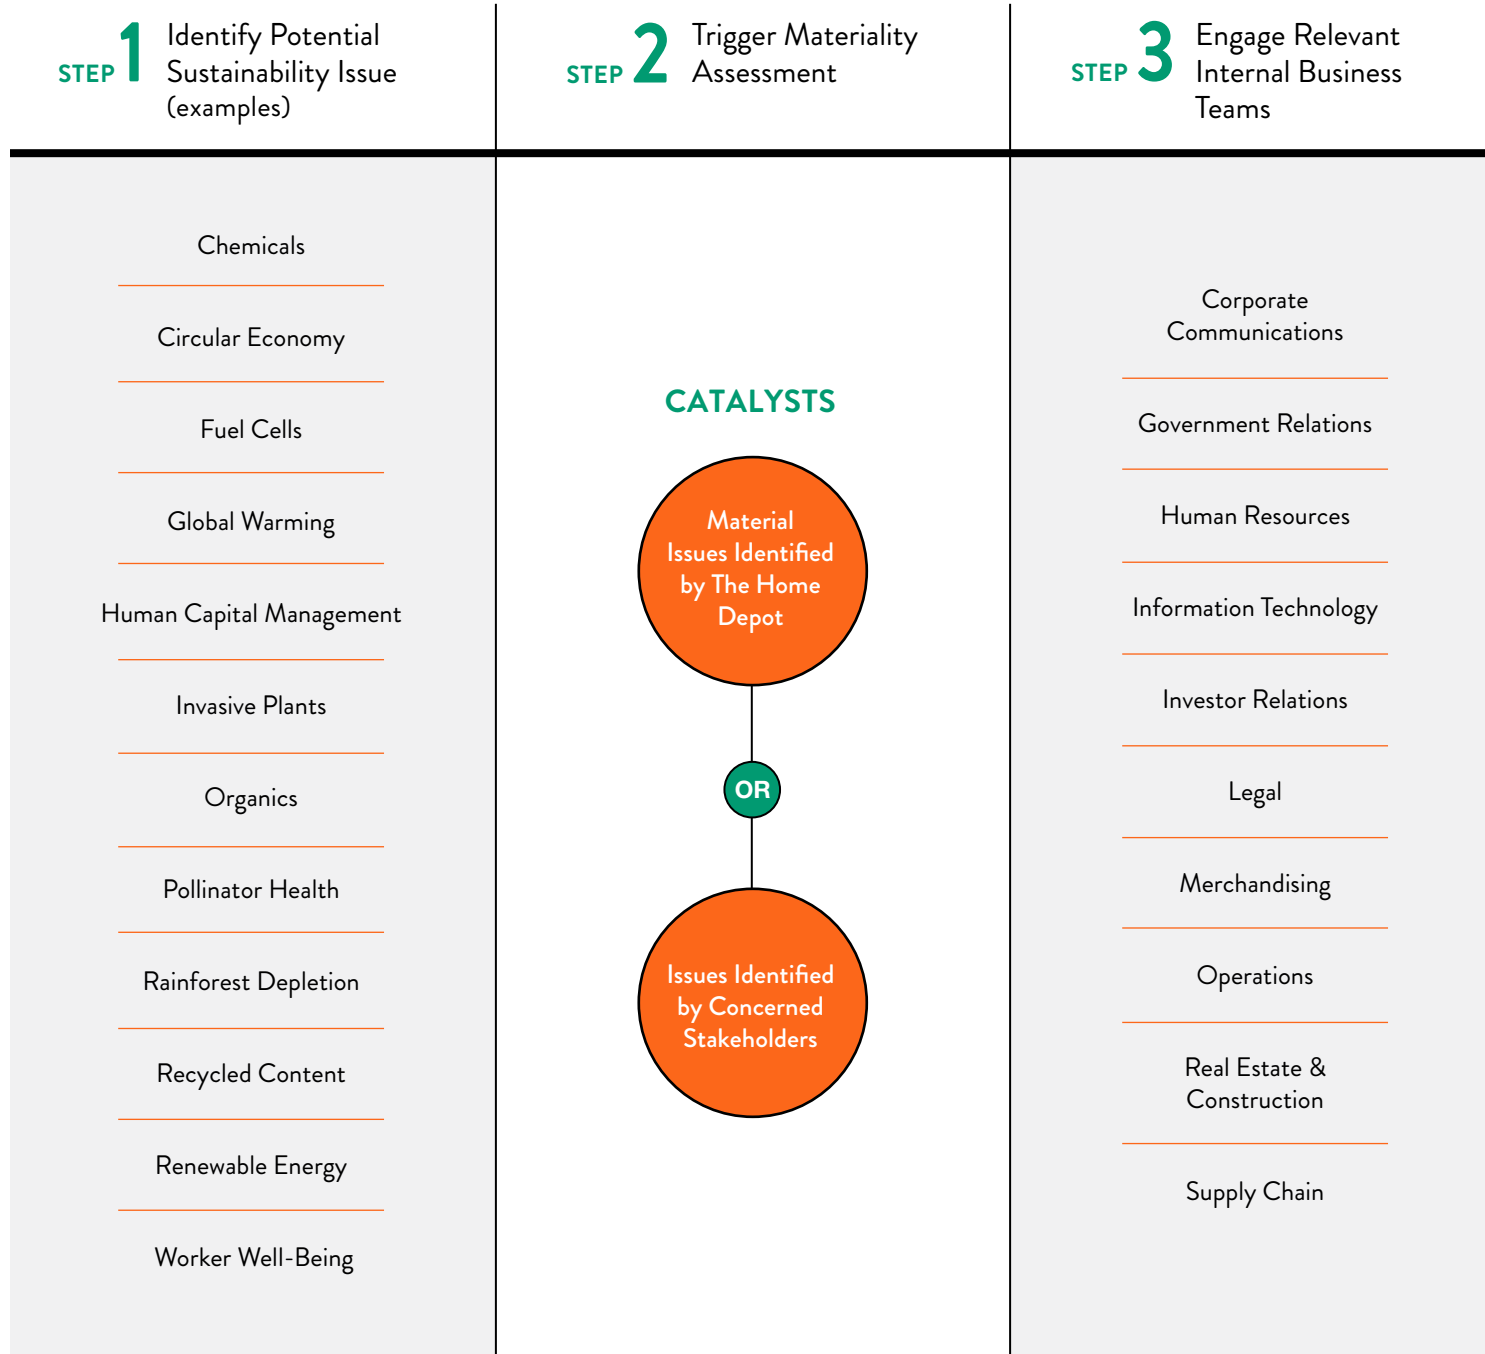 STEP 1 Identify Potential
Sustainability Issue
(examples)
STEP 2 Trigger Materiality
Assessment
STEP 3 Engage Relevant
Internal Business
Teams
Chemicals
Circular Economy
Fuel Cells
Global Warming
Human Capital Management
Invasive Plants
Organics
Pollinator Health
Rainforest Depletion
Recycled Content
Renewable Energy
Worker Well-Being
CATALYSTS
Material
Issues Identified
by The Home
Depot
OR
Issues Identified
by Concerned
Stakeholders
Corporate
Communications
Government Relations
Human Resources
Information Technology
Investor Relations
Legal
Merchandising
Operations
Real Estate &
Construction
Supply Chain